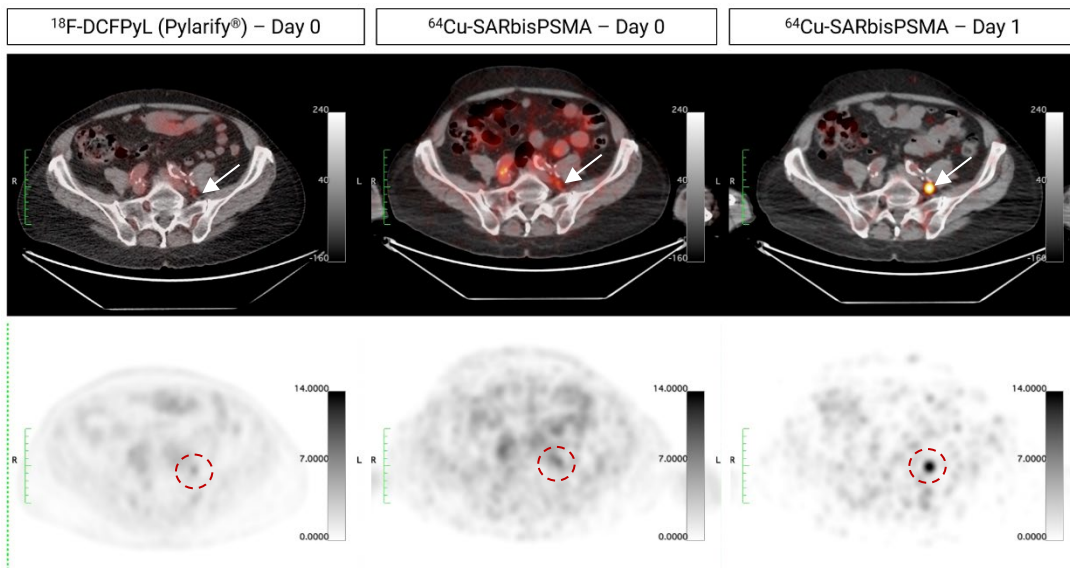 ¹⁸F-DCFPyL (Pylarify®) – Day 0
⁶⁴Cu-SARbisPSMA – Day 0
⁶⁴Cu-SARbisPSMA – Day 1
240
R
40
-160
240
L R
40
-160
240
L R
40
-160
14.0000
R
7.0000
0.0000
14.0000
L R
7.0000
0.0000
14.0000
L R
7.0000
0.0000